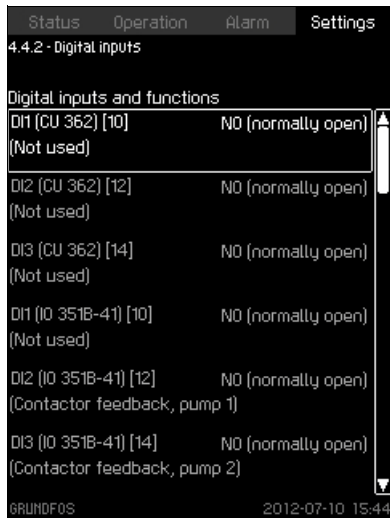 Status Operation Alarm Settings
4.4.2 - Digital inputs
Digital inputs and functions
DI1 (CU 362) [10] NO (normally open)
(Not used)
DI2 (CU 362) [12] NO (normally open)
(Not used)
DI3 (CU 362) [14] NO (normally open)
(Not used)
DI1 (IO 351B-41) [10] NO (normally open)
(Not used)
DI2 (IO 351B-41) [12] NO (normally open)
(Contactor feedback, pump 1)
DI3 (IO 351B-41) [14] NO (normally open)
(Contactor feedback, pump 2)
GRUNDFOS 2012-07-10 15:44